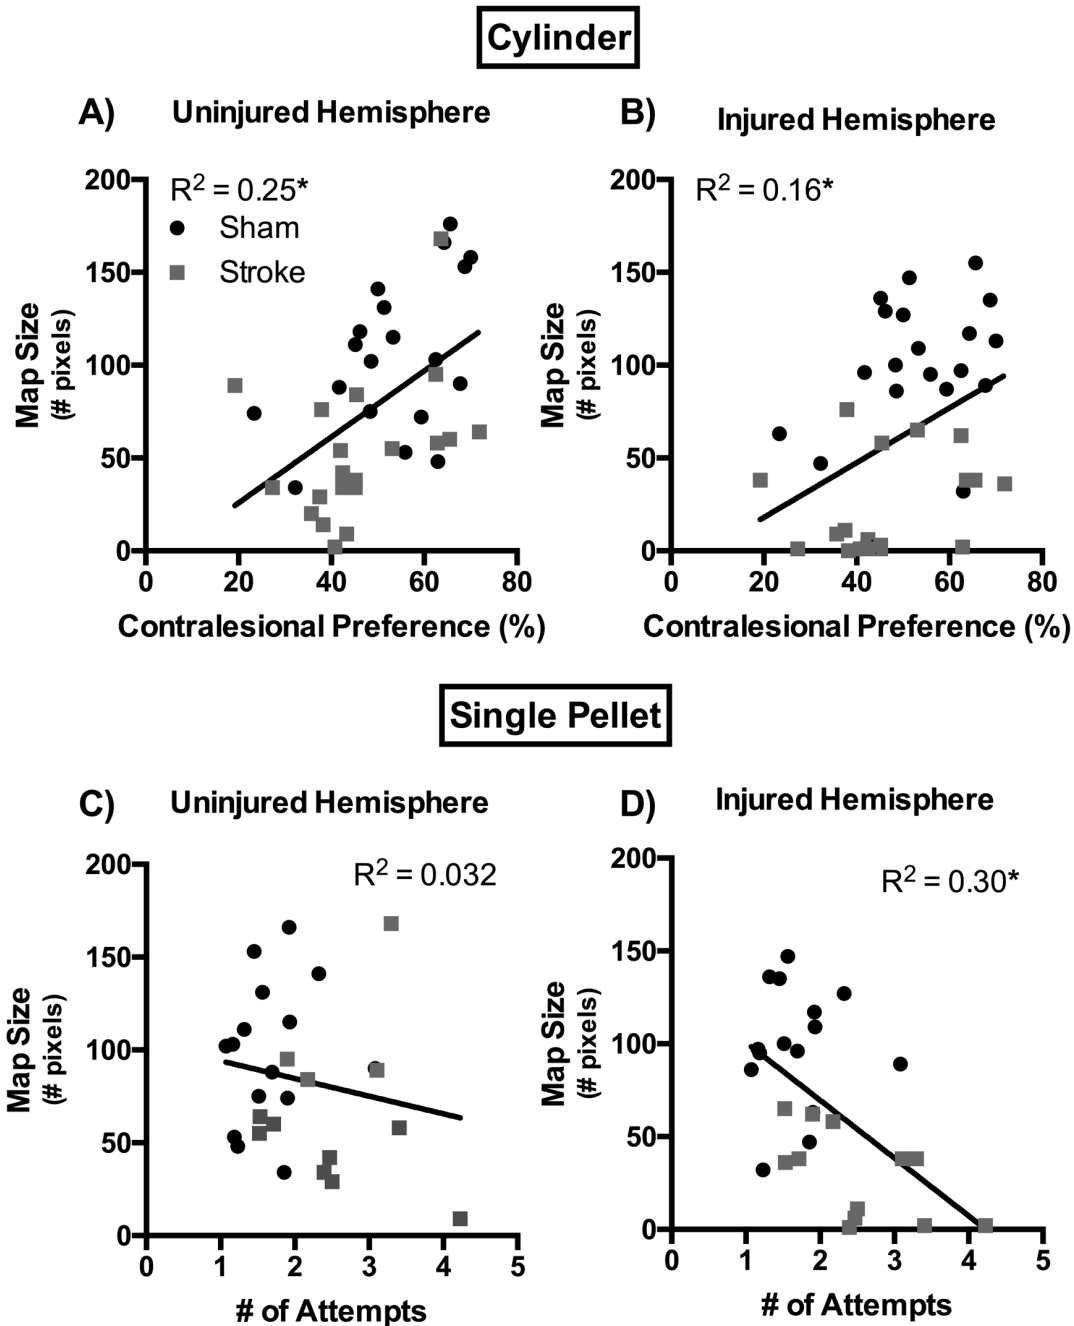 Cylinder
A) Uninjured Hemisphere
B) Injured Hemisphere
R² = 0.25*
Sham
Stroke
200
150
100
50
0
Map Size
(# pixels)
0 20 40 60 80
Contralesional Preference (%)
R² = 0.16*
200
150
100
50
0
Map Size
(# pixels)
0 20 40 60 80
Contralesional Preference (%)
Single Pellet
C) Uninjured Hemisphere
D) Injured Hemisphere
R² = 0.032
200
150
100
50
0
Map Size
(# pixels)
0 1 2 3 4 5
# of Attempts
R² = 0.30*
200
150
100
50
0
Map Size
(# pixels)
0 1 2 3 4 5
# of Attempts